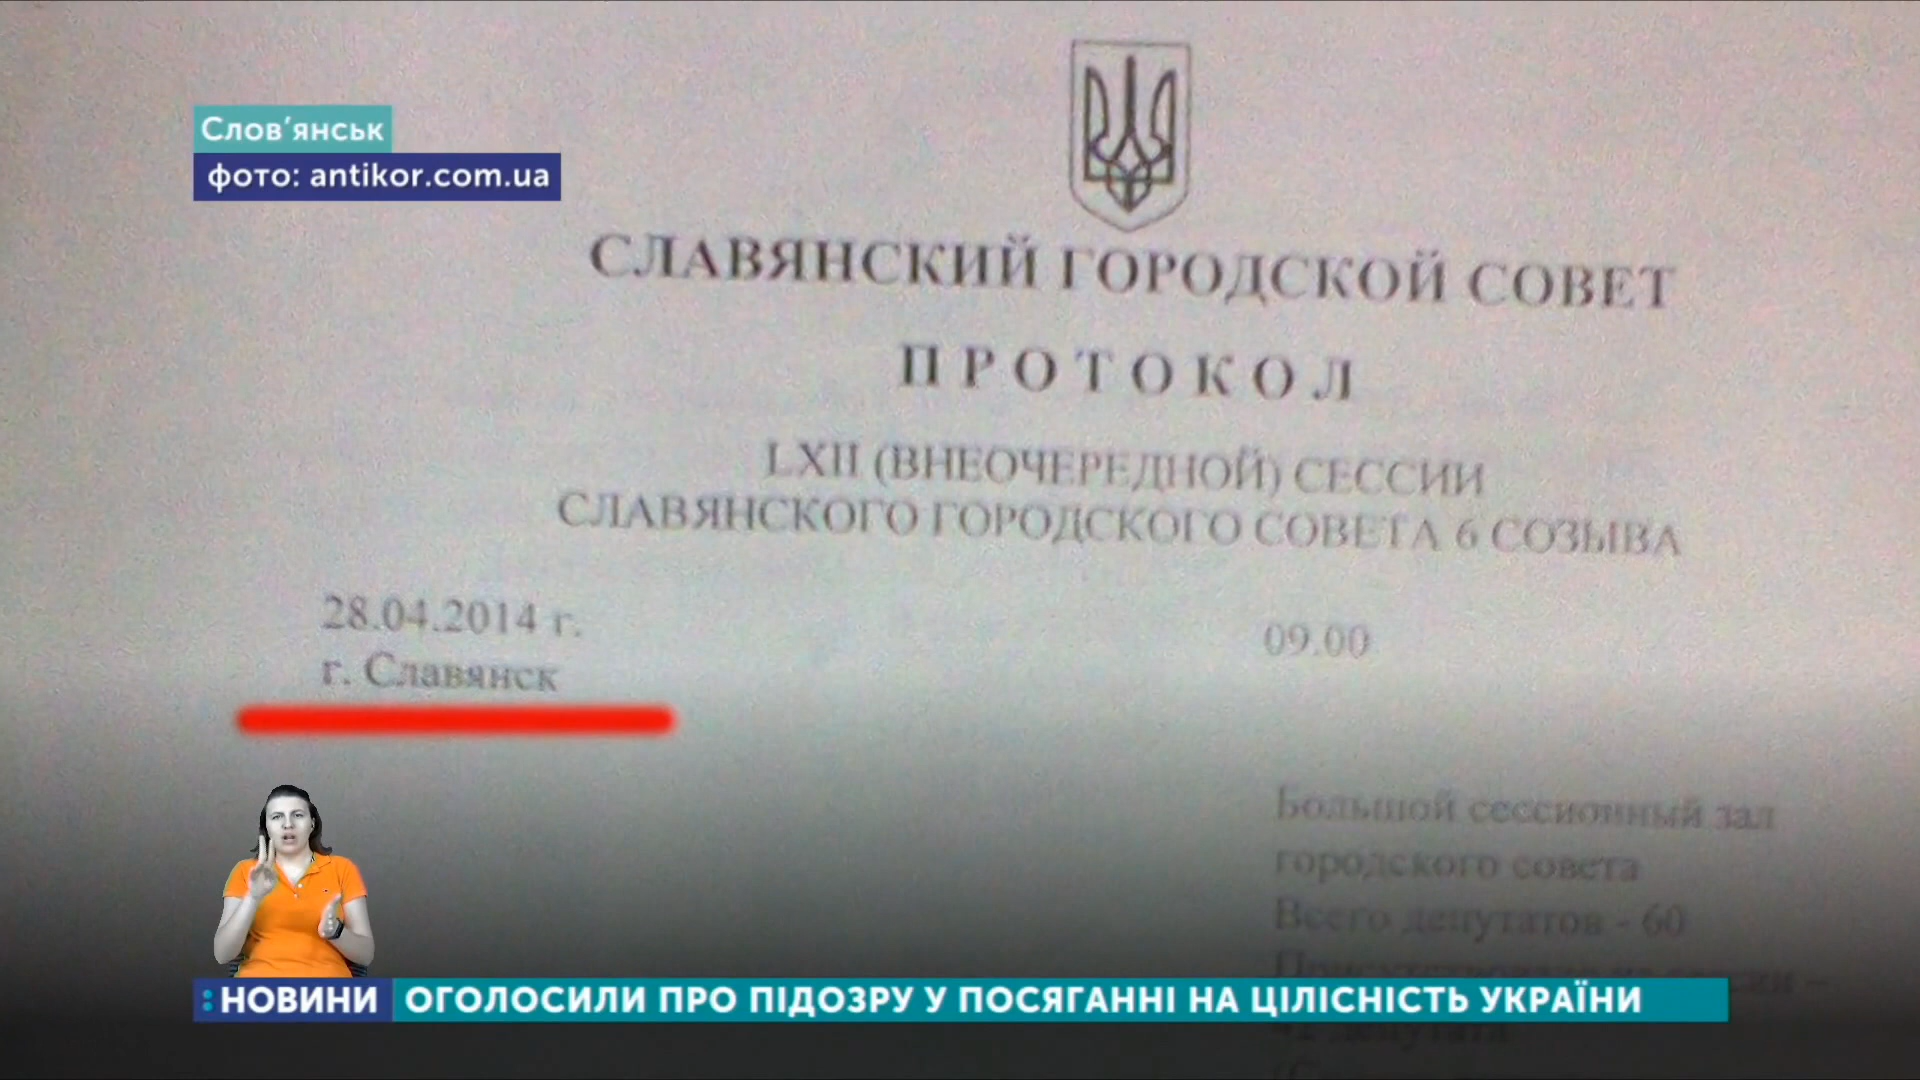 Слов’янськ
фото: antikor.com.ua
СЛАВЯНСКИЙ ГОРОДСКОЙ СОВЕТ
П Р О Т О К О Л
LXII (ВНЕОЧЕРЕДНОЙ) СЕССИИ
СЛАВЯНСКОГО ГОРОДСКОГО СОВЕТА 6 СОЗЫВА
28.04.2014 г.
09.00
г. Славянск
Большой сессионный зал
городского совета
Всего депутатов - 60
:НОВИНИ
ОГОЛОСИЛИ ПРО ПІДОЗРУ У ПОСЯГАННІ НА ЦІЛІСНІСТЬ УКРАЇНИ
депутата